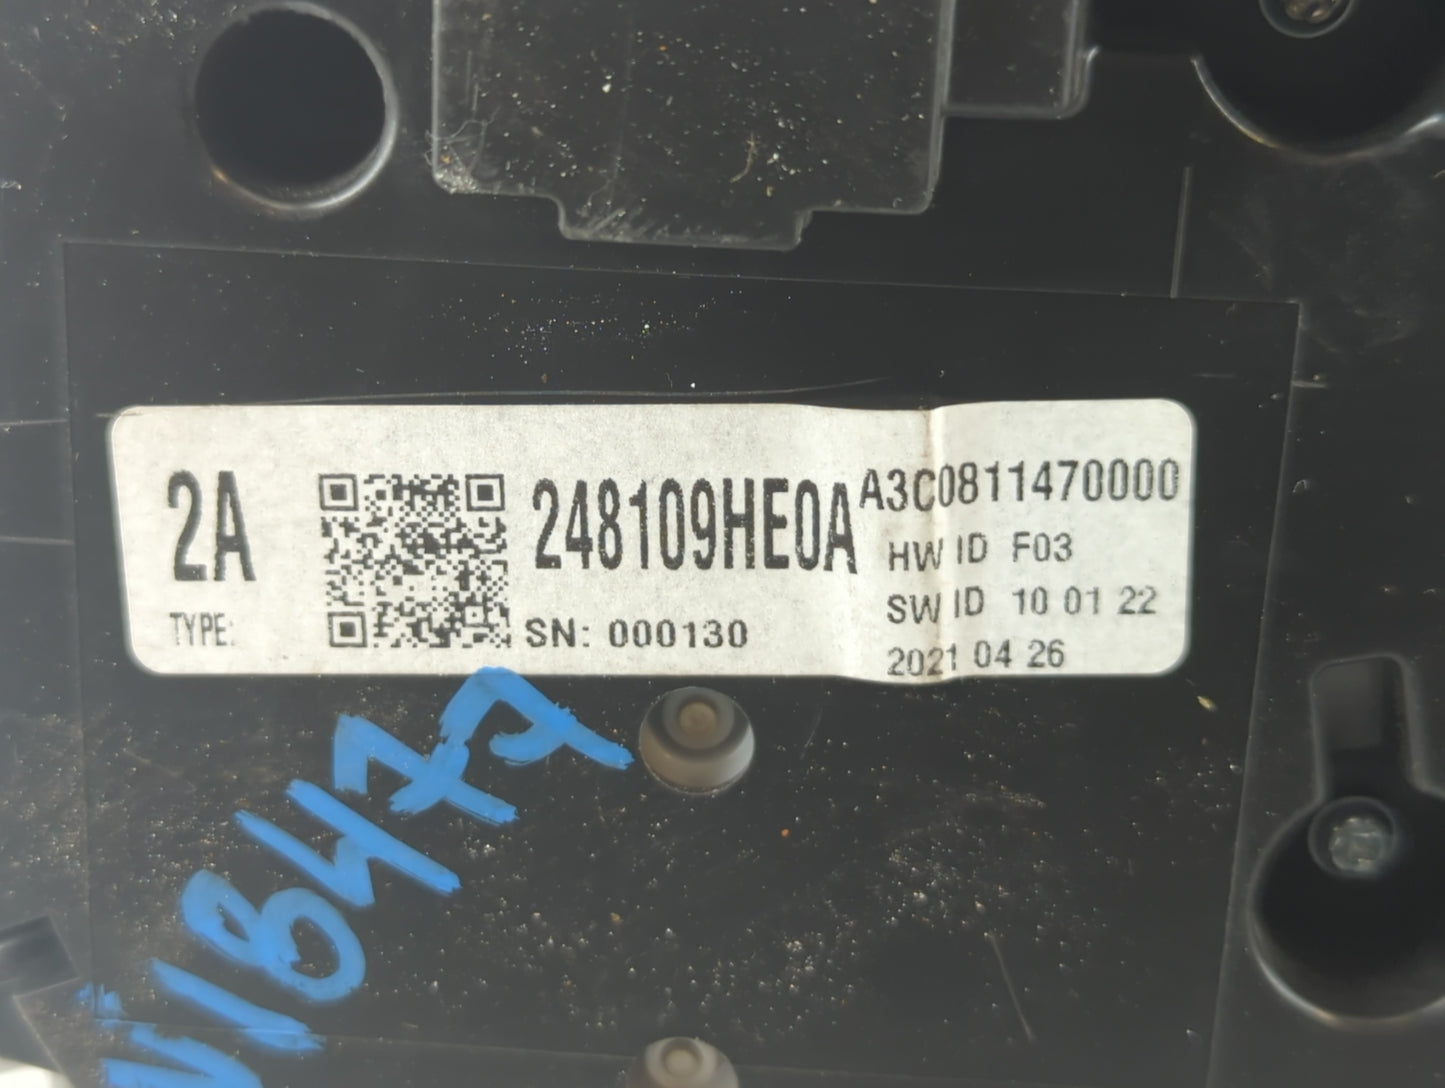 2A
TYPE:
248109HE0A
SN: 000130
A3C0811470000
HW ID F03
SW ID 10 01 22
2021 04 26